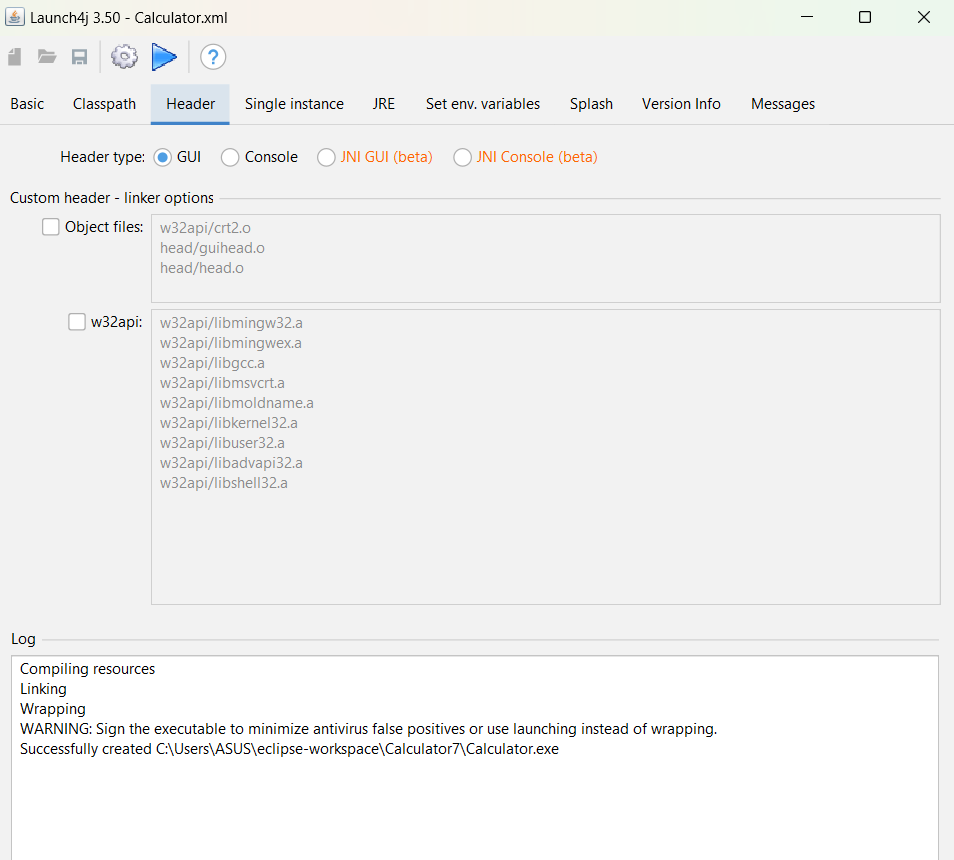 Launch4j 3.50 - Calculator.xml
?
Basic Classpath Header Single instance JRE Set env. variables Splash Version Info Messages
Header type: GUI Console JNI GUI (beta) JNI Console (beta)
Custom header - linker options
Object files:
w32api/crt2.o
head/guihead.o
head/head.o
w32api:
w32api/libmingw32.a
w32api/libmingwex.a
w32api/libgcc.a
w32api/libmsvcrt.a
w32api/libmoldname.a
w32api/libkernel32.a
w32api/libuser32.a
w32api/libadvapi32.a
w32api/libshell32.a
Log
Compiling resources
Linking
Wrapping
WARNING: Sign the executable to minimize antivirus false positives or use launching instead of wrapping.
Successfully created C:\Users\ASUS\eclipse-workspace\Calculator7\Calculator.exe